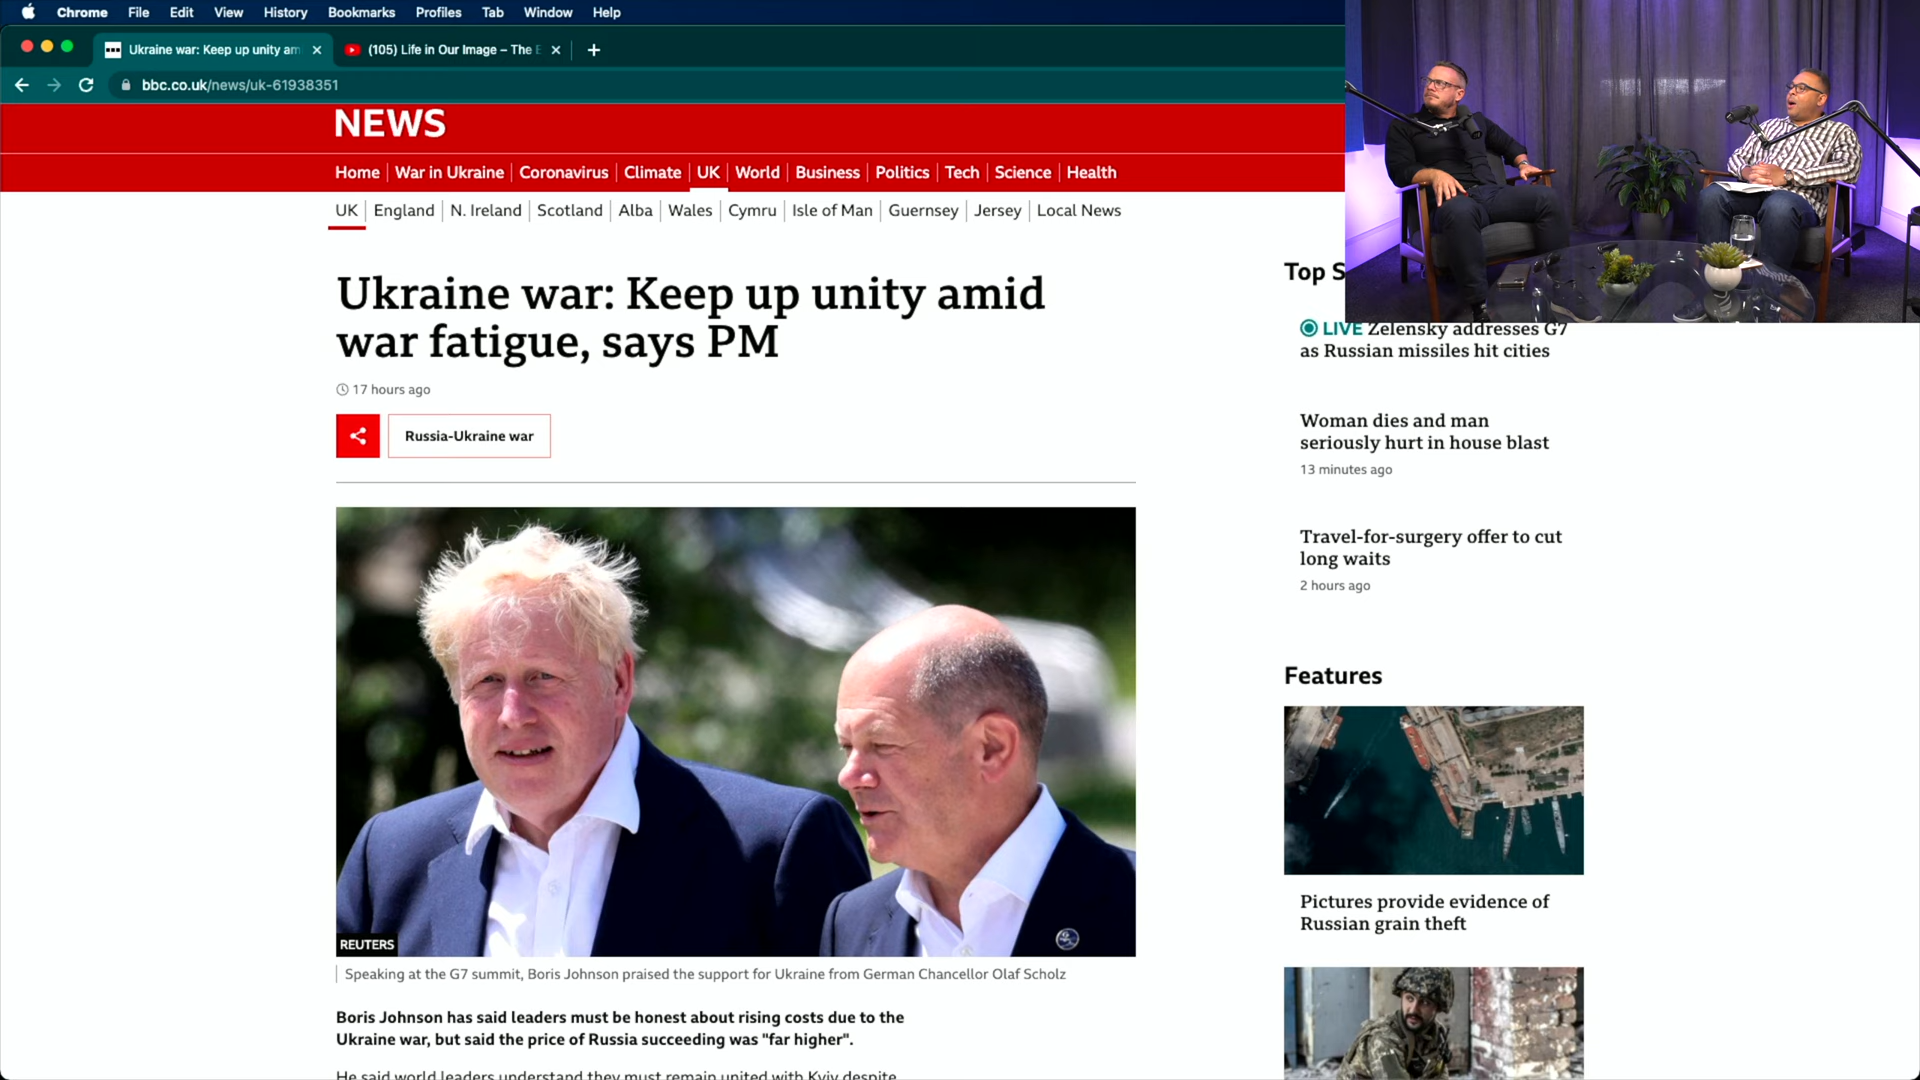 Chrome File Edit View History Bookmarks Profiles Tab Window Help
Ukraine war: Keep up unity am
(105) Life in Our Image – The E
bbc.co.uk/news/uk-61938351
NEWS
Home War in Ukraine Coronavirus Climate UK World Business Politics Tech Science Health
UK England N. Ireland Scotland Alba Wales Cymru Isle of Man Guernsey Jersey Local News
Ukraine war: Keep up unity amid
war fatigue, says PM
17 hours ago
Russia-Ukraine war
REUTERS
Speaking at the G7 summit, Boris Johnson praised the support for Ukraine from German Chancellor Olaf Scholz
Boris Johnson has said leaders must be honest about rising costs due to the
Ukraine war, but said the price of Russia succeeding was "far higher".
He said world leaders understand they must remain united with Kyiv despite
Top S
LIVE Zelensky addresses G7
as Russian missiles hit cities
Woman dies and man
seriously hurt in house blast
13 minutes ago
Travel-for-surgery offer to cut
long waits
2 hours ago
Features
Pictures provide evidence of
Russian grain theft